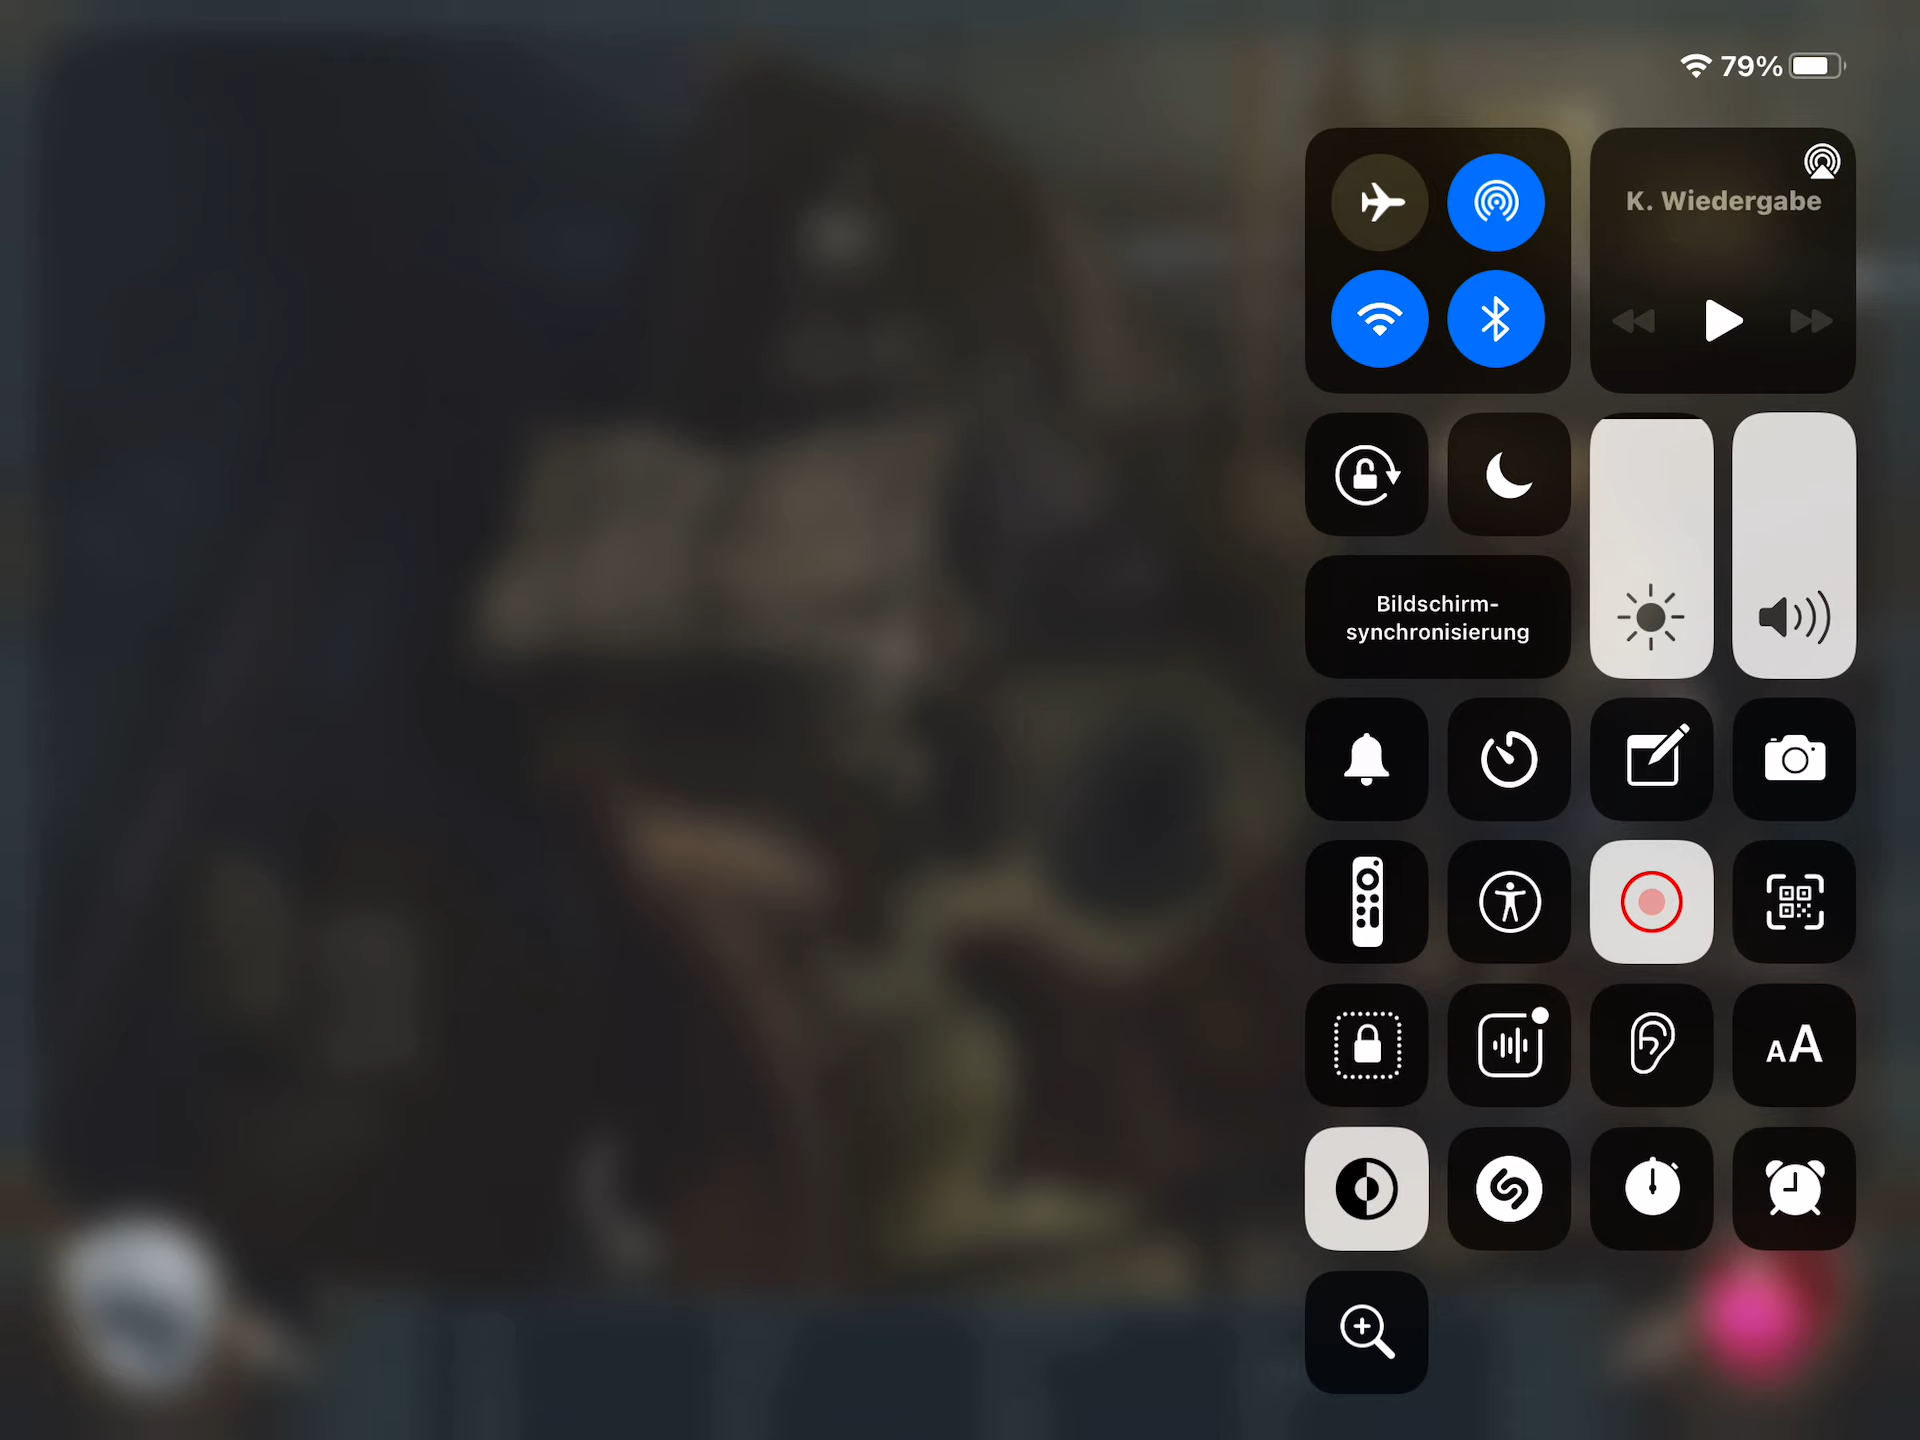 79%
K. Wiedergabe
Bildschirm-
synchronisierung
AA